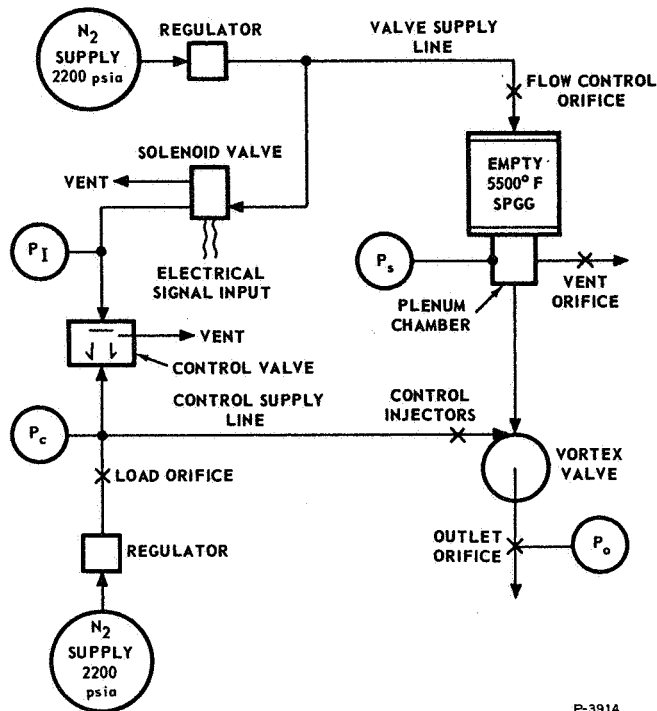 N2
SUPPLY
2200 psia
REGULATOR
VALVE SUPPLY
LINE
FLOW CONTROL
ORIFICE
SOLENOID VALVE
VENT
EMPTY
5500° F
SPGG
PI
ELECTRICAL
SIGNAL INPUT
Ps
VENT
ORIFICE
PLENUM
CHAMBER
VENT
CONTROL VALVE
CONTROL SUPPLY
LINE
CONTROL
INJECTORS
Pc
LOAD ORIFICE
VORTEX
VALVE
REGULATOR
OUTLET
ORIFICE
Po
N2
SUPPLY
2200
psia
P-3914